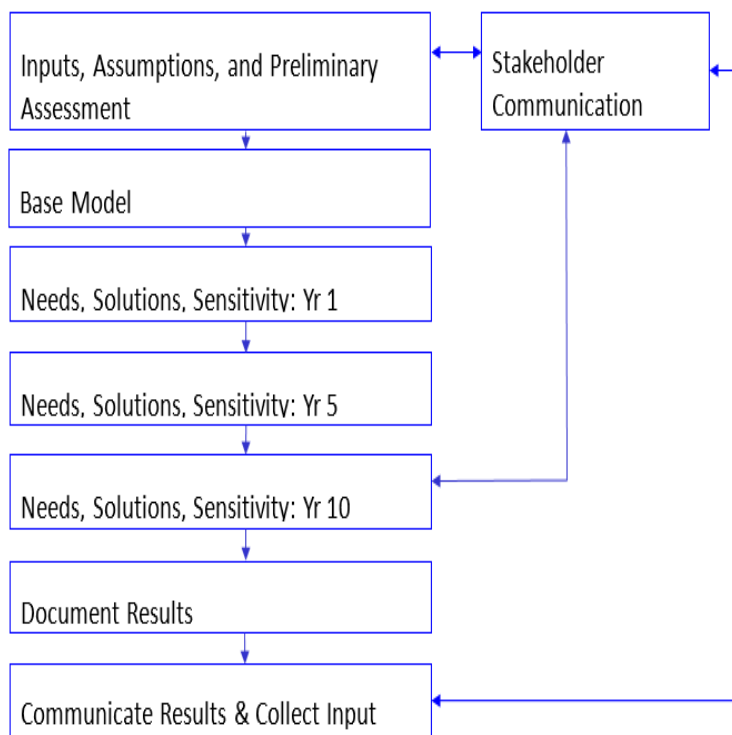 Inputs, Assumptions, and Preliminary
Assessment
Stakeholder
Communication
Base Model
Needs, Solutions, Sensitivity: Yr 1
Needs, Solutions, Sensitivity: Yr 5
Needs, Solutions, Sensitivity: Yr 10
Document Results
Communicate Results & Collect Input